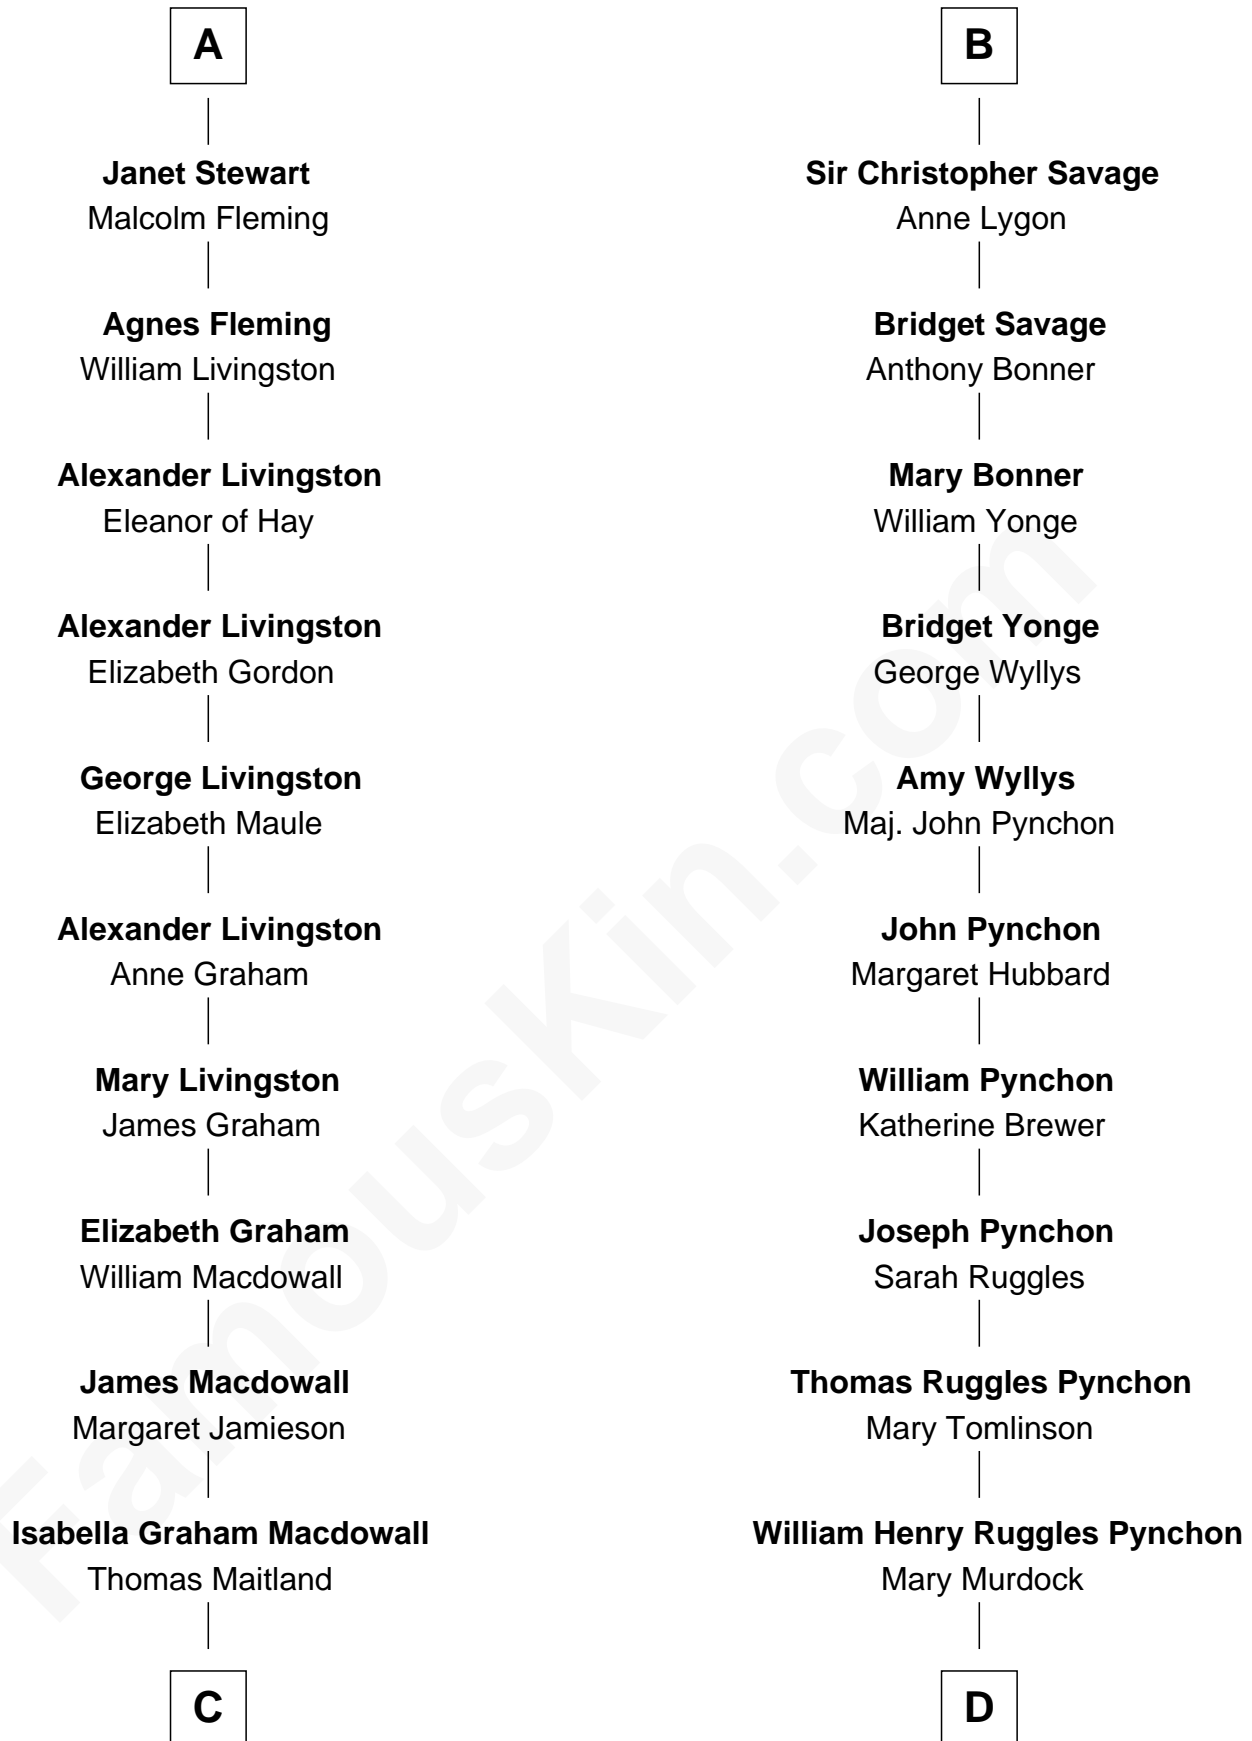 A
Janet Stewart
Malcolm Fleming
Agnes Fleming
William Livingston
Alexander Livingston
Eleanor of Hay
Alexander Livingston
Elizabeth Gordon
George Livingston
Elizabeth Maule
Alexander Livingston
Anne Graham
Mary Livingston
James Graham
Elizabeth Graham
William Macdowall
James Macdowall
Margaret Jamieson
Isabella Graham Macdowall
Thomas Maitland
C
B
Sir Christopher Savage
Anne Lygon
Bridget Savage
Anthony Bonner
Mary Bonner
William Yonge
Bridget Yonge
George Wyllys
Amy Wyllys
Maj. John Pynchon
John Pynchon
Margaret Hubbard
William Pynchon
Katherine Brewer
Joseph Pynchon
Sarah Ruggles
Thomas Ruggles Pynchon
Mary Tomlinson
William Henry Ruggles Pynchon
Mary Murdock
D
FamousKin.com